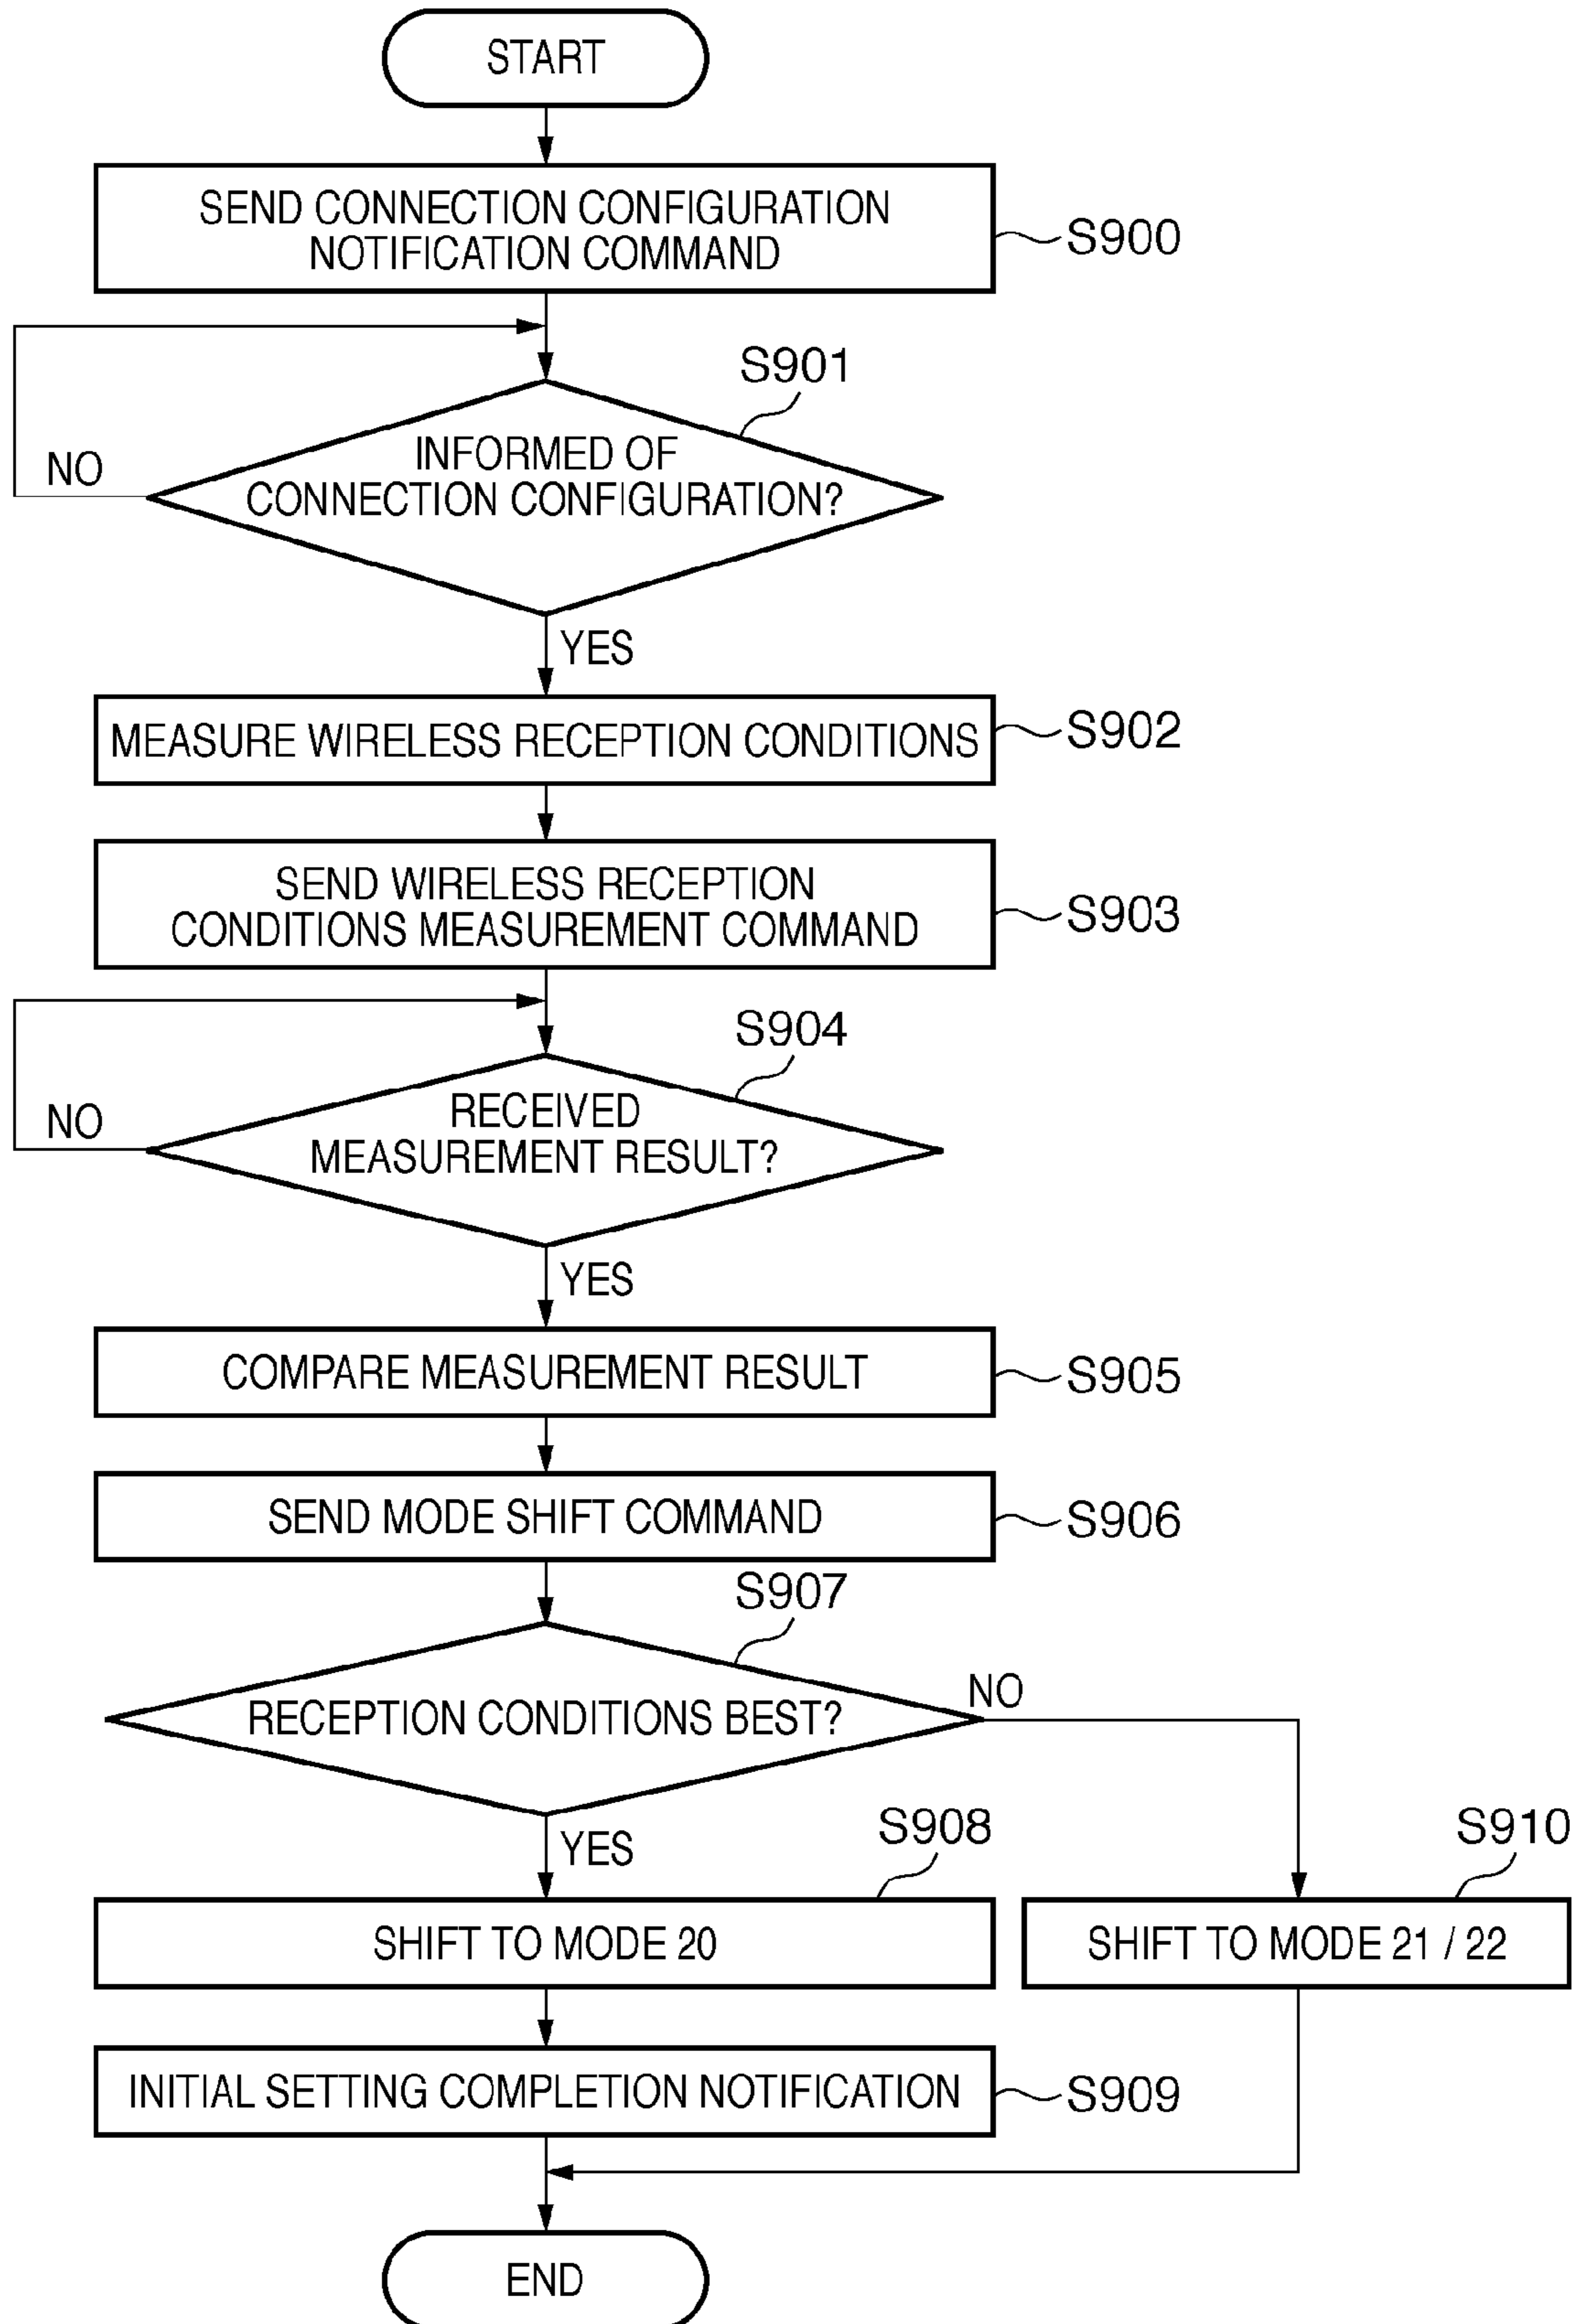 START
SEND CONNECTION CONFIGURATION
NOTIFICATION COMMAND
S900
S901
INFORMED OF
CONNECTION CONFIGURATION?
NO
YES
MEASURE WIRELESS RECEPTION CONDITIONS
S902
SEND WIRELESS RECEPTION
CONDITIONS MEASUREMENT COMMAND
S903
S904
RECEIVED
MEASUREMENT RESULT?
NO
YES
COMPARE MEASUREMENT RESULT
S905
SEND MODE SHIFT COMMAND
S906
S907
RECEPTION CONDITIONS BEST?
NO
YES
S908
S910
SHIFT TO MODE 20
SHIFT TO MODE 21 / 22
INITIAL SETTING COMPLETION NOTIFICATION
S909
END